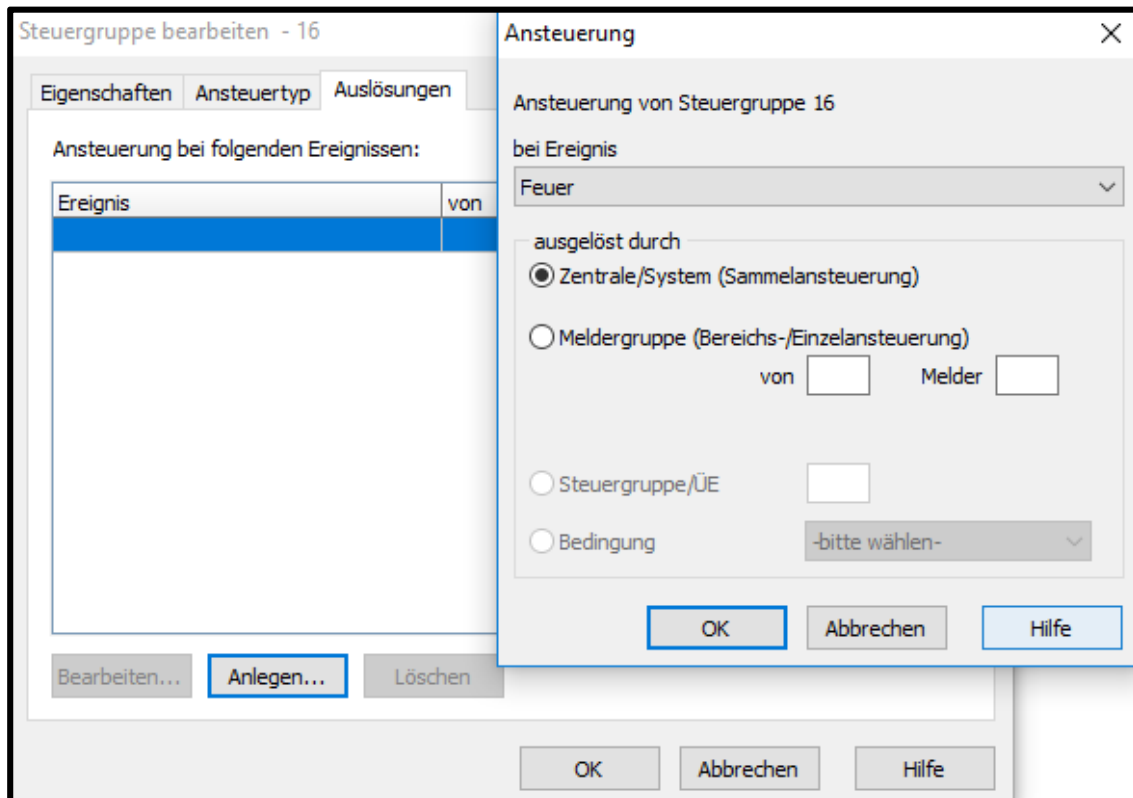 Steuergruppe bearbeiten - 16
Eigenschaften Ansteuertyp Auslösungen
Ansteuerung bei folgenden Ereignissen:
Ereignis von
Bearbeiten... Anlegen... Löschen
OK Abbrechen Hilfe
Ansteuerung
Ansteuerung von Steuergruppe 16
bei Ereignis
Feuer
ausgelöst durch
Zentrale/System (Sammelansteuerung)
Meldergruppe (Bereichs-/Einzelansteuerung)
von Melder
Steuergruppe/ÜE
Bedingung -bitte wählen-
OK Abbrechen Hilfe